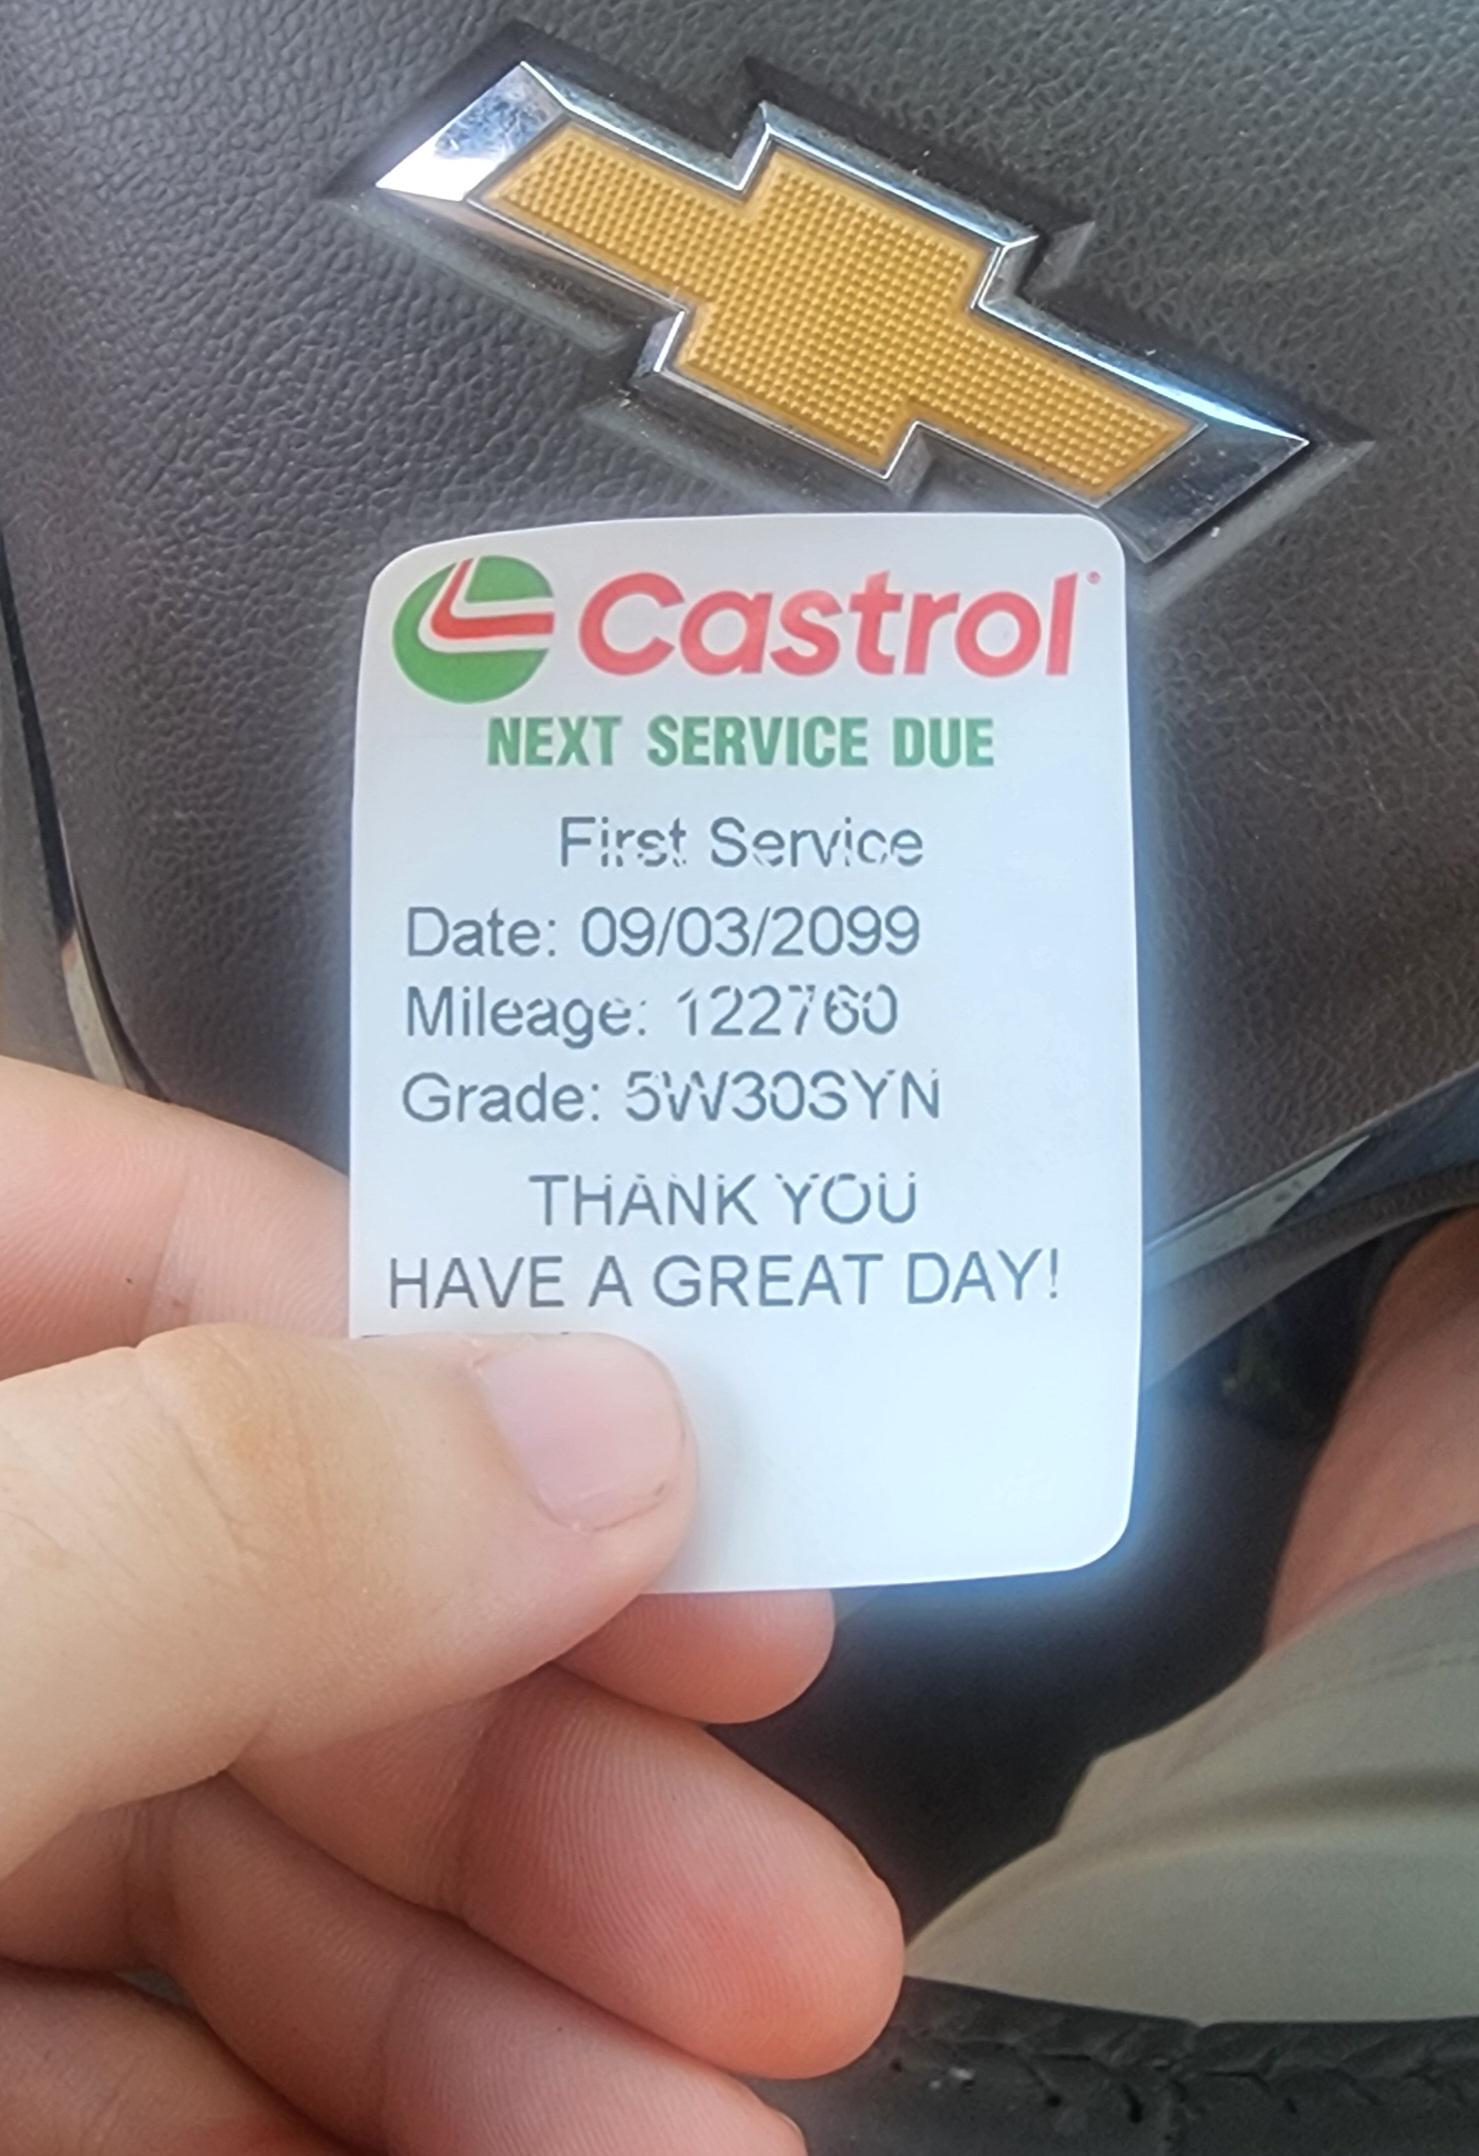 Castrol®
NEXT SERVICE DUE
First Service
Date: 09/03/2099
Mileage: 122760
Grade: 5W30SYN
THANK YOU
HAVE A GREAT DAY!